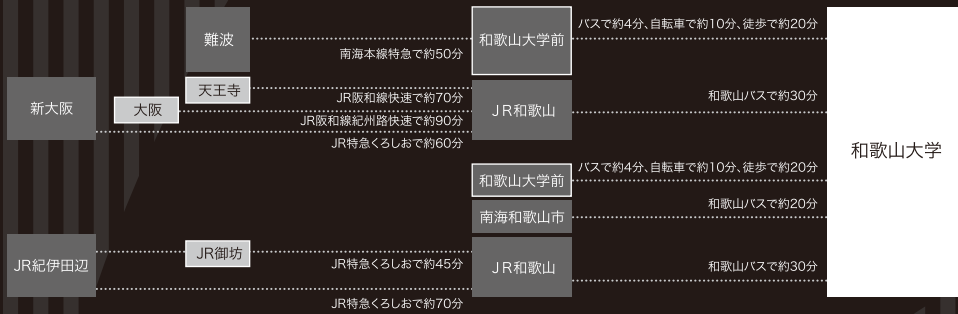 難波
南海本線特急で約50分
和歌山大学前
バスで約4分、自転車で約10分、徒歩で約20分
新大阪
大阪
天王寺
JR阪和線快速で約70分
JR阪和線紀州路快速で約90分
JR特急くろしおで約60分
JR和歌山
和歌山バスで約30分
和歌山大学
和歌山大学前
バスで約4分、自転車で約10分、徒歩で約20分
南海和歌山市
和歌山バスで約20分
JR紀伊田辺
JR御坊
JR特急くろしおで約45分
JR特急くろしおで約70分
JR和歌山
和歌山バスで約30分